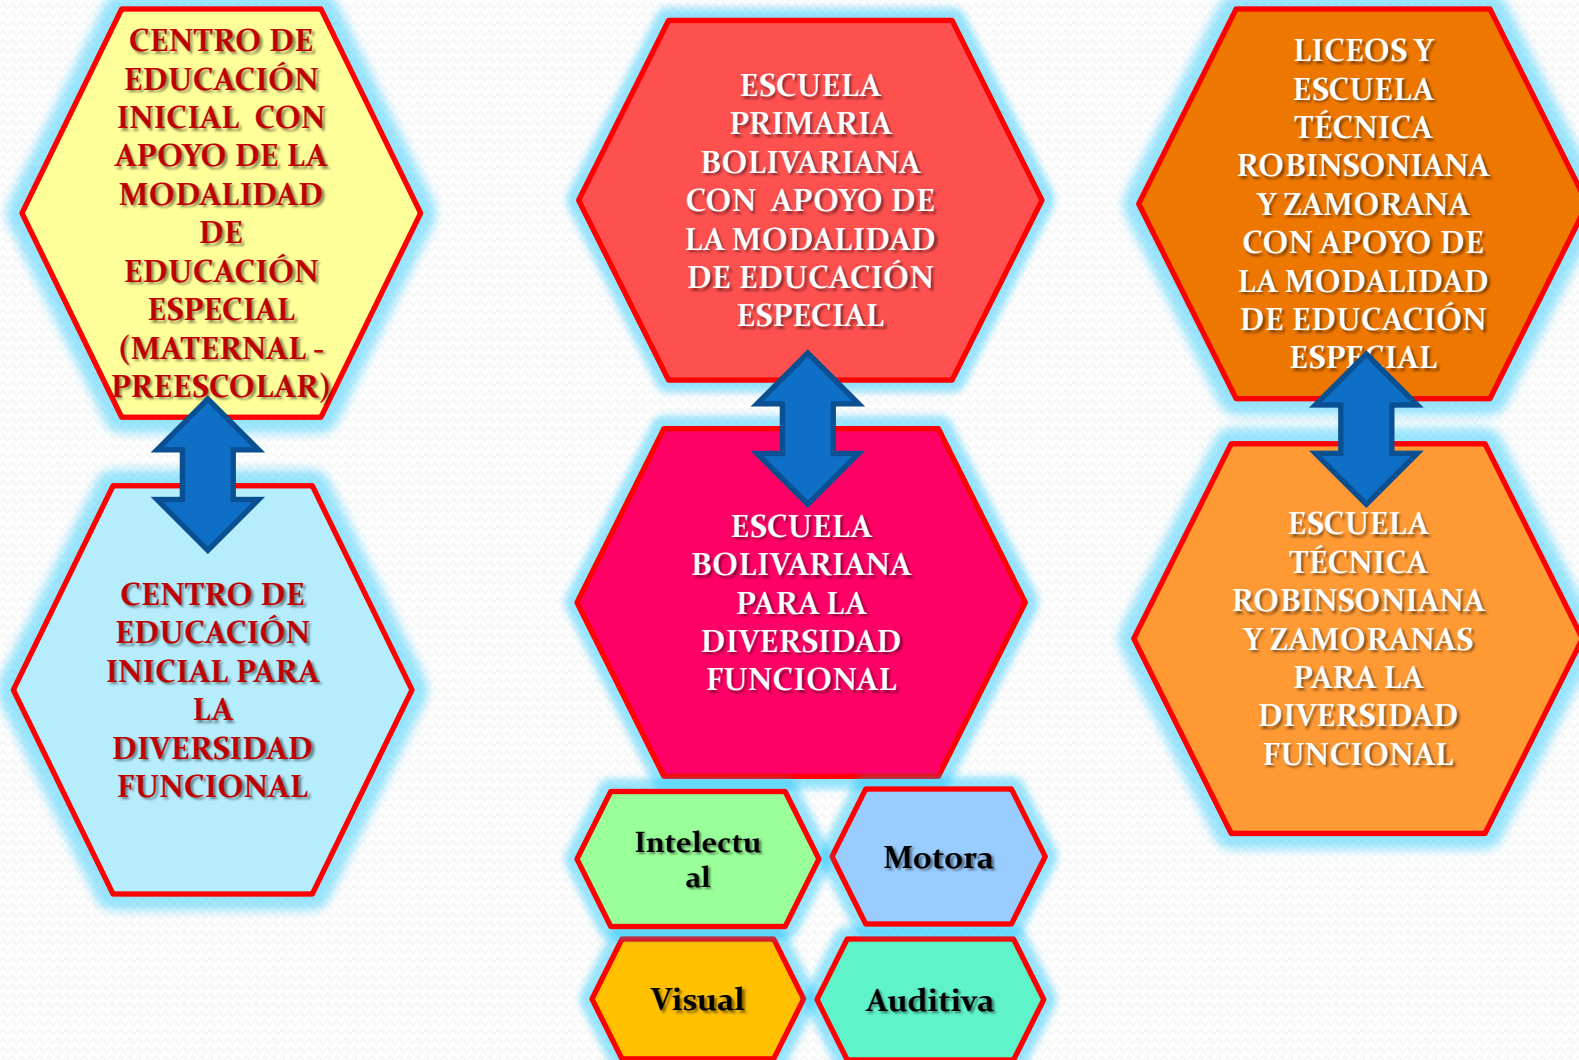 CENTRO DE
EDUCACIÓN
INICIAL CON
APOYO DE LA
MODALIDAD
DE
EDUCACIÓN
ESPECIAL
(MATERNAL -
PREESCOLAR)
ESCUELA
PRIMARIA
BOLIVARIANA
CON APOYO DE
LA MODALIDAD
DE EDUCACIÓN
ESPECIAL
LICEOS Y
ESCUELA
TÉCNICA
ROBINSONIANA
Y ZAMORANA
CON APOYO DE
LA MODALIDAD
DE EDUCACIÓN
ESPECIAL
CENTRO DE
EDUCACIÓN
INICIAL PARA
LA
DIVERSIDAD
FUNCIONAL
ESCUELA
BOLIVARIANA
PARA LA
DIVERSIDAD
FUNCIONAL
ESCUELA
TÉCNICA
ROBINSONIANA
Y ZAMORANAS
PARA LA
DIVERSIDAD
FUNCIONAL
Intelectu
al
Motora
Visual
Auditiva